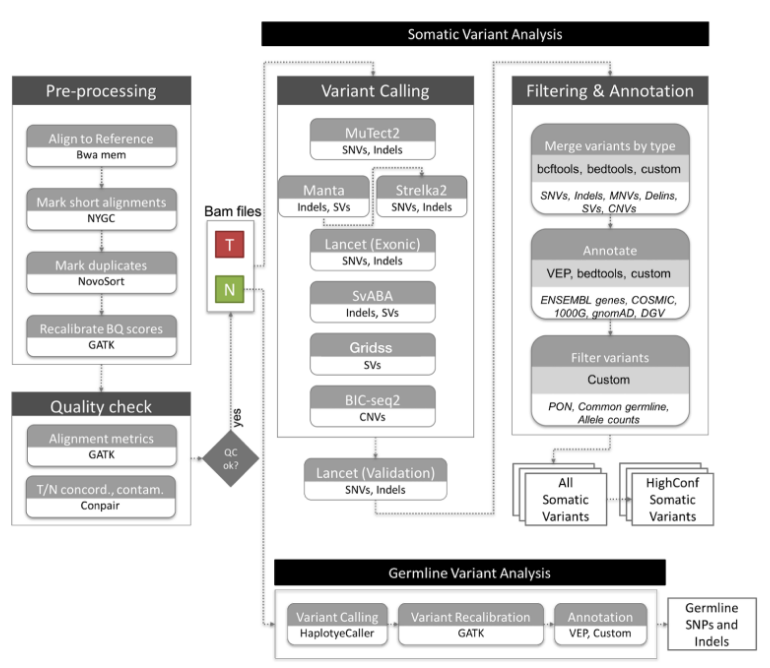 Somatic Variant Analysis
Pre-processing
Align to Reference
Bwa mem
Mark short alignments
NYGC
Mark duplicates
NovoSort
Recalibrate BQ scores
GATK
Quality check
Alignment metrics
GATK
T/N concord., contam.
Conpair
QC
ok?
yes
Bam files
T
N
Variant Calling
MuTect2
SNVs, Indels
Manta
Indels, SVs
Strelka2
SNVs, Indels
Lancet (Exonic)
SNVs, Indels
SvABA
Indels, SVs
Gridss
SVs
BIC-seq2
CNVs
Lancet (Validation)
SNVs, Indels
Filtering & Annotation
Merge variants by type
bcftools, bedtools, custom
SNVs, Indels, MNVs, Delins,
SVs, CNVs
Annotate
VEP, bedtools, custom
ENSEMBL genes, COSMIC,
1000G, gnomAD, DGV
Filter variants
Custom
PON, Common germline,
Allele counts
All
Somatic
Variants
HighConf
Somatic
Variants
Germline Variant Analysis
Variant Calling
HaplotyeCaller
Variant Recalibration
GATK
Annotation
VEP, Custom
Germline
SNPs and
Indels